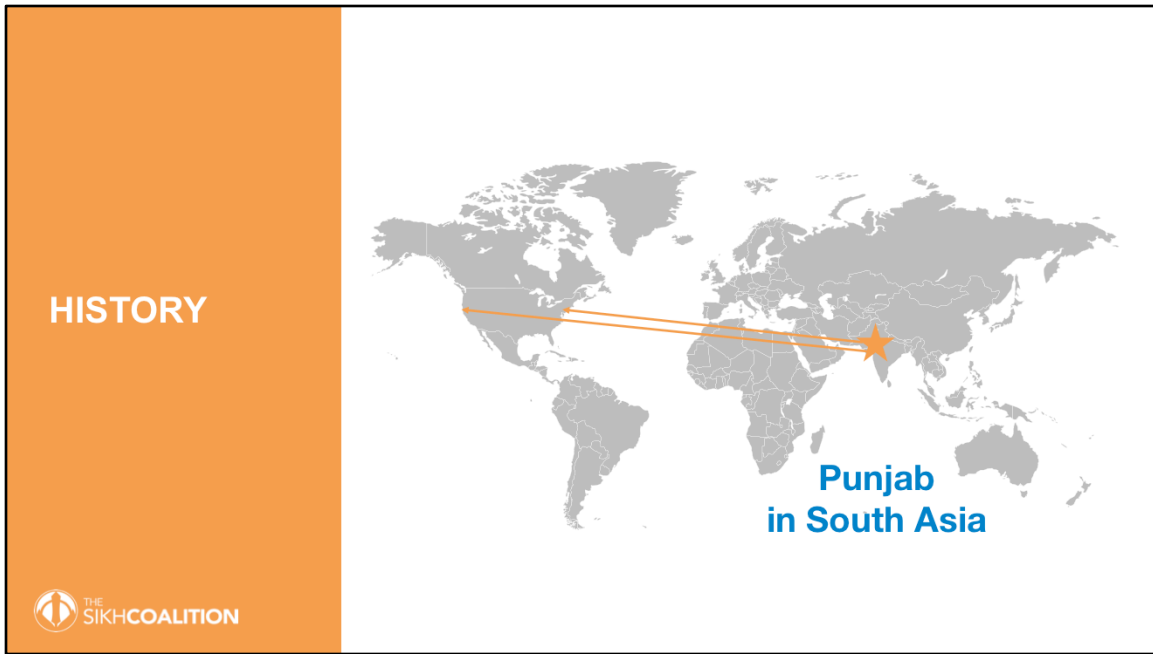 HISTORY
Punjab
in South Asia
THE
SIKHCOALITION